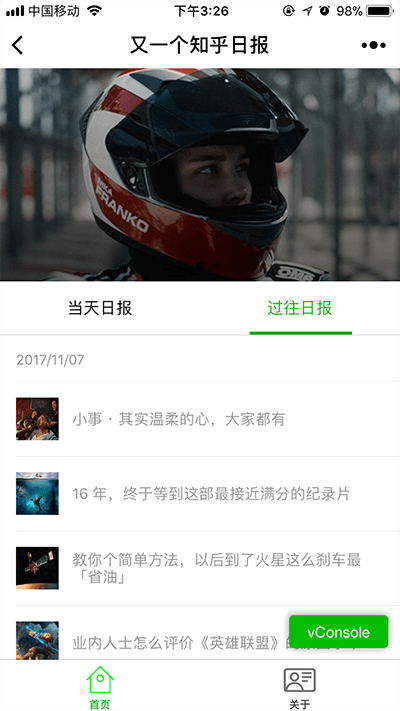 中国移动 下午3:26 98%
又一个知乎日报
NIKA
FRANKO
OMP
当天日报 过往日报
2017/11/07
小事 · 其实温柔的心，大家都有
16 年，终于等到这部最接近满分的纪录片
教你个简单方法，以后到了火星这么刹车最
「省油」
业内人士怎么评价《英雄联盟》的
vConsole
首页 关于